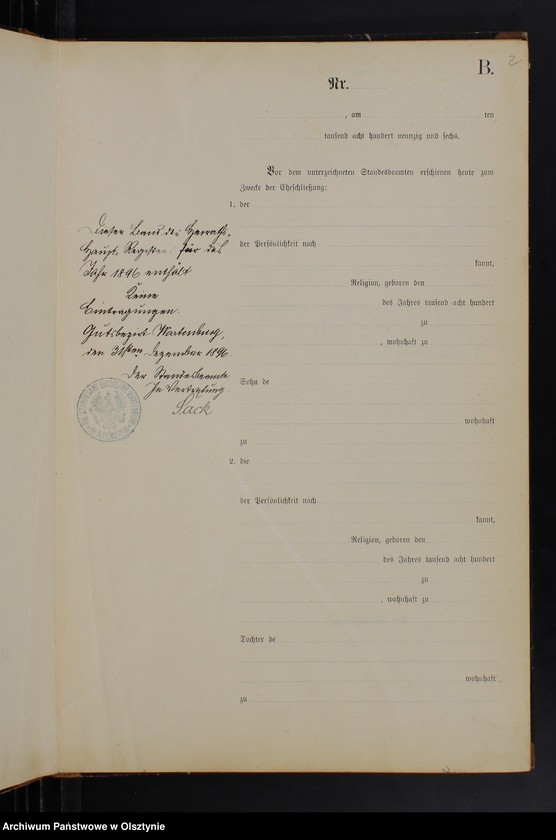 B.
2
Nr.
, am ten
tausend acht hundert neunzig und sechs.
Vor dem unterzeichneten Standesbeamten erschienen heute zum
Zwecke der Eheschließung:
1. der
der Persönlichkeit nach
kannt,
Religion, geboren den
des Jahres tausend acht hundert
zu
, wohnhaft zu
Sohn de
wohnhaft
zu
2. die
der Persönlichkeit nach
kannt,
Religion, geboren den
des Jahres tausend acht hundert
zu
, wohnhaft zu
Tochter de
wohnhaft
zu
Dieser Band des Heiraths-
Haupt-Registers für das
Jahr 1896 enthält
Keine
Eintragungen.
Gutsbezirk Wartenburg,
den 31sten Dezember 1896.
Der Standesbeamte
In Vertretung
Sack
Archiwum Państwowe w Olsztynie